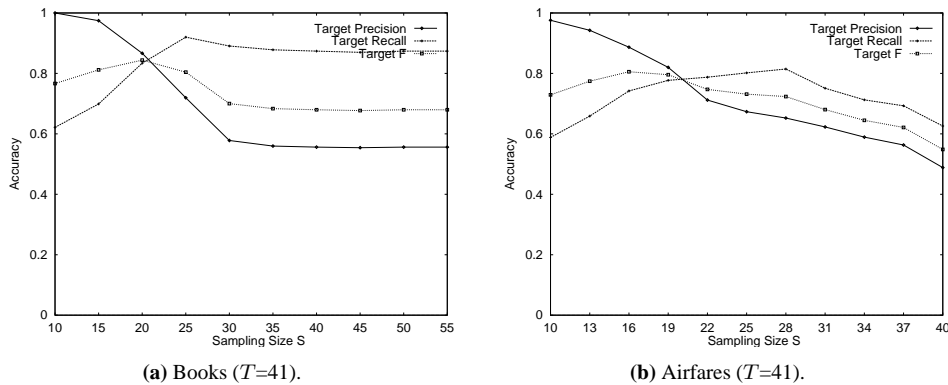 1
0.8
0.6
0.4
0.2
0
Accuracy
10 15 20 25 30 35 40 45 50 55
Sampling Size S
Target Precision
Target Recall
Target F
(a) Books (T=41).
1
0.8
0.6
0.4
0.2
0
Accuracy
10 13 16 19 22 25 28 31 34 37 40
Sampling Size S
Target Precision
Target Recall
Target F
(b) Airfares (T=41).